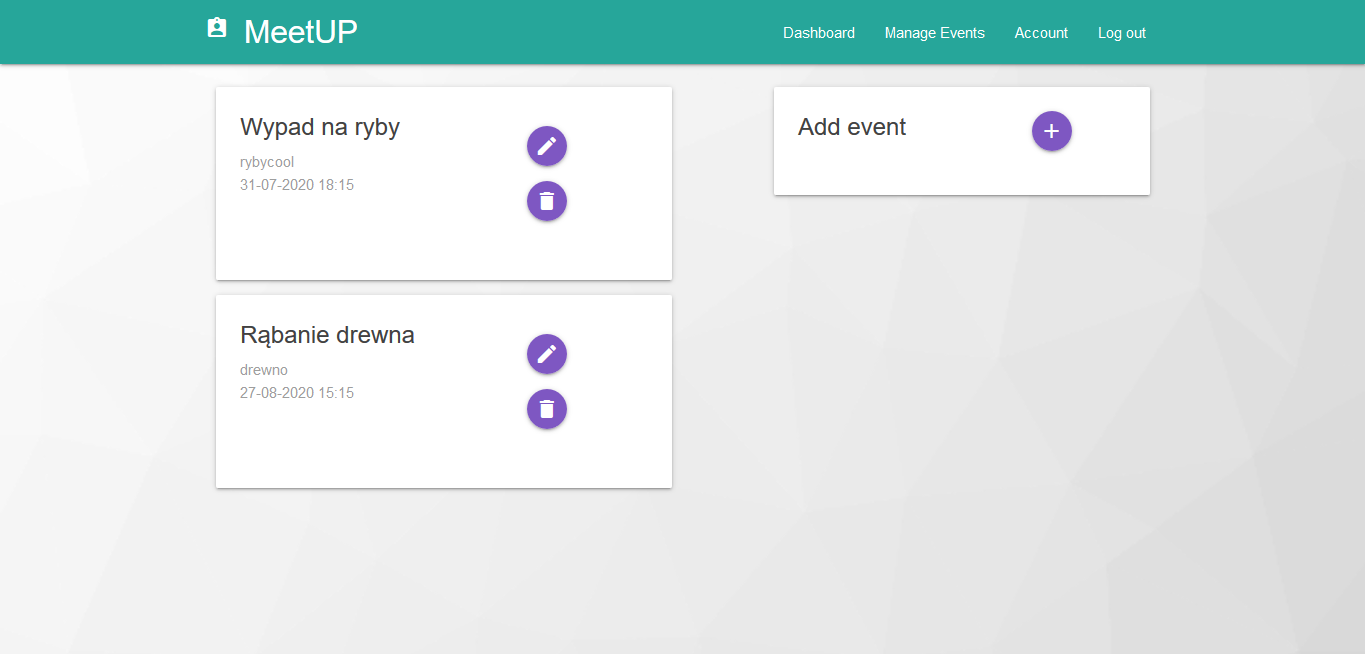 MeetUP
Dashboard
Manage Events
Account
Log out
Wypad na ryby
rybycool
31-07-2020 18:15
Rąbanie drewna
drewno
27-08-2020 15:15
Add event